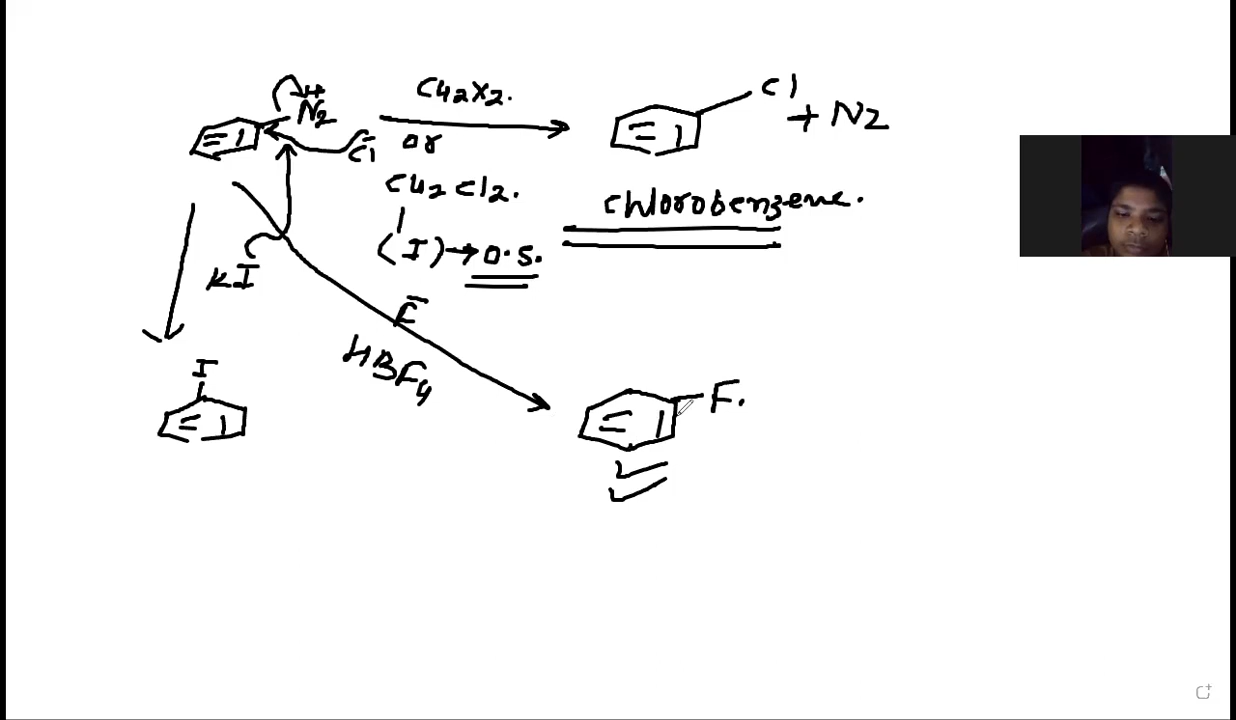 Cu2X2.
N2+
Cl-
or
Cl
+ N2
Cu2Cl2.
chlorobenzene.
(I) → O.S.
KI
F-
HBF4
I
F.